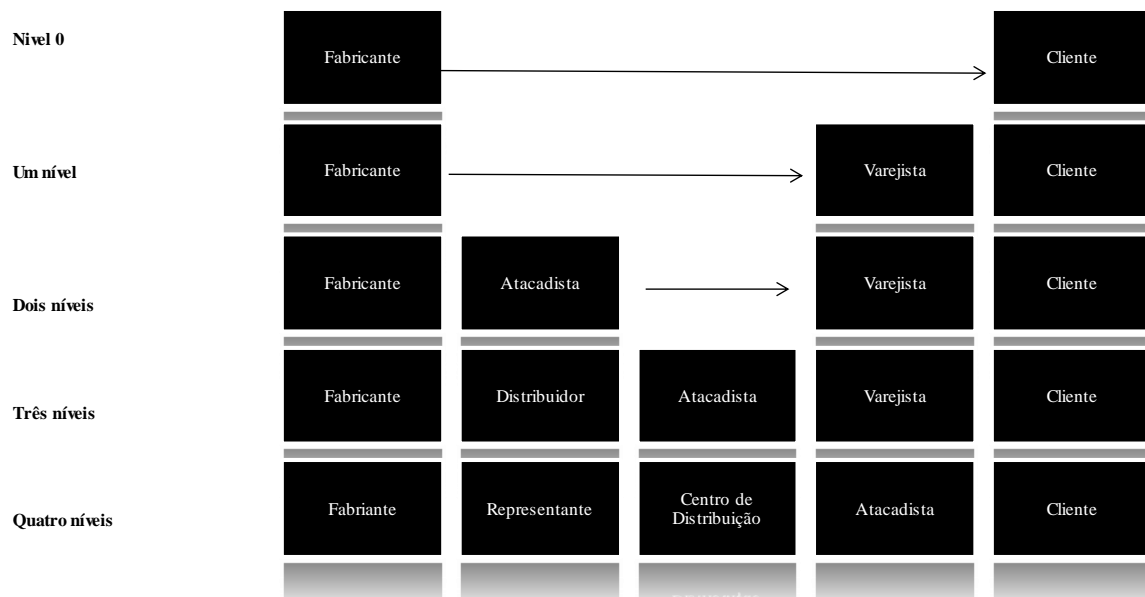 Nivel 0
Fabricante
Cliente
Um nível
Fabricante
Varejista
Cliente
Dois níveis
Fabricante
Atacadista
Varejista
Cliente
Três níveis
Fabricante
Distribuidor
Atacadista
Varejista
Cliente
Quatro níveis
Fabriante
Representante
Centro de
Distribuição
Atacadista
Cliente